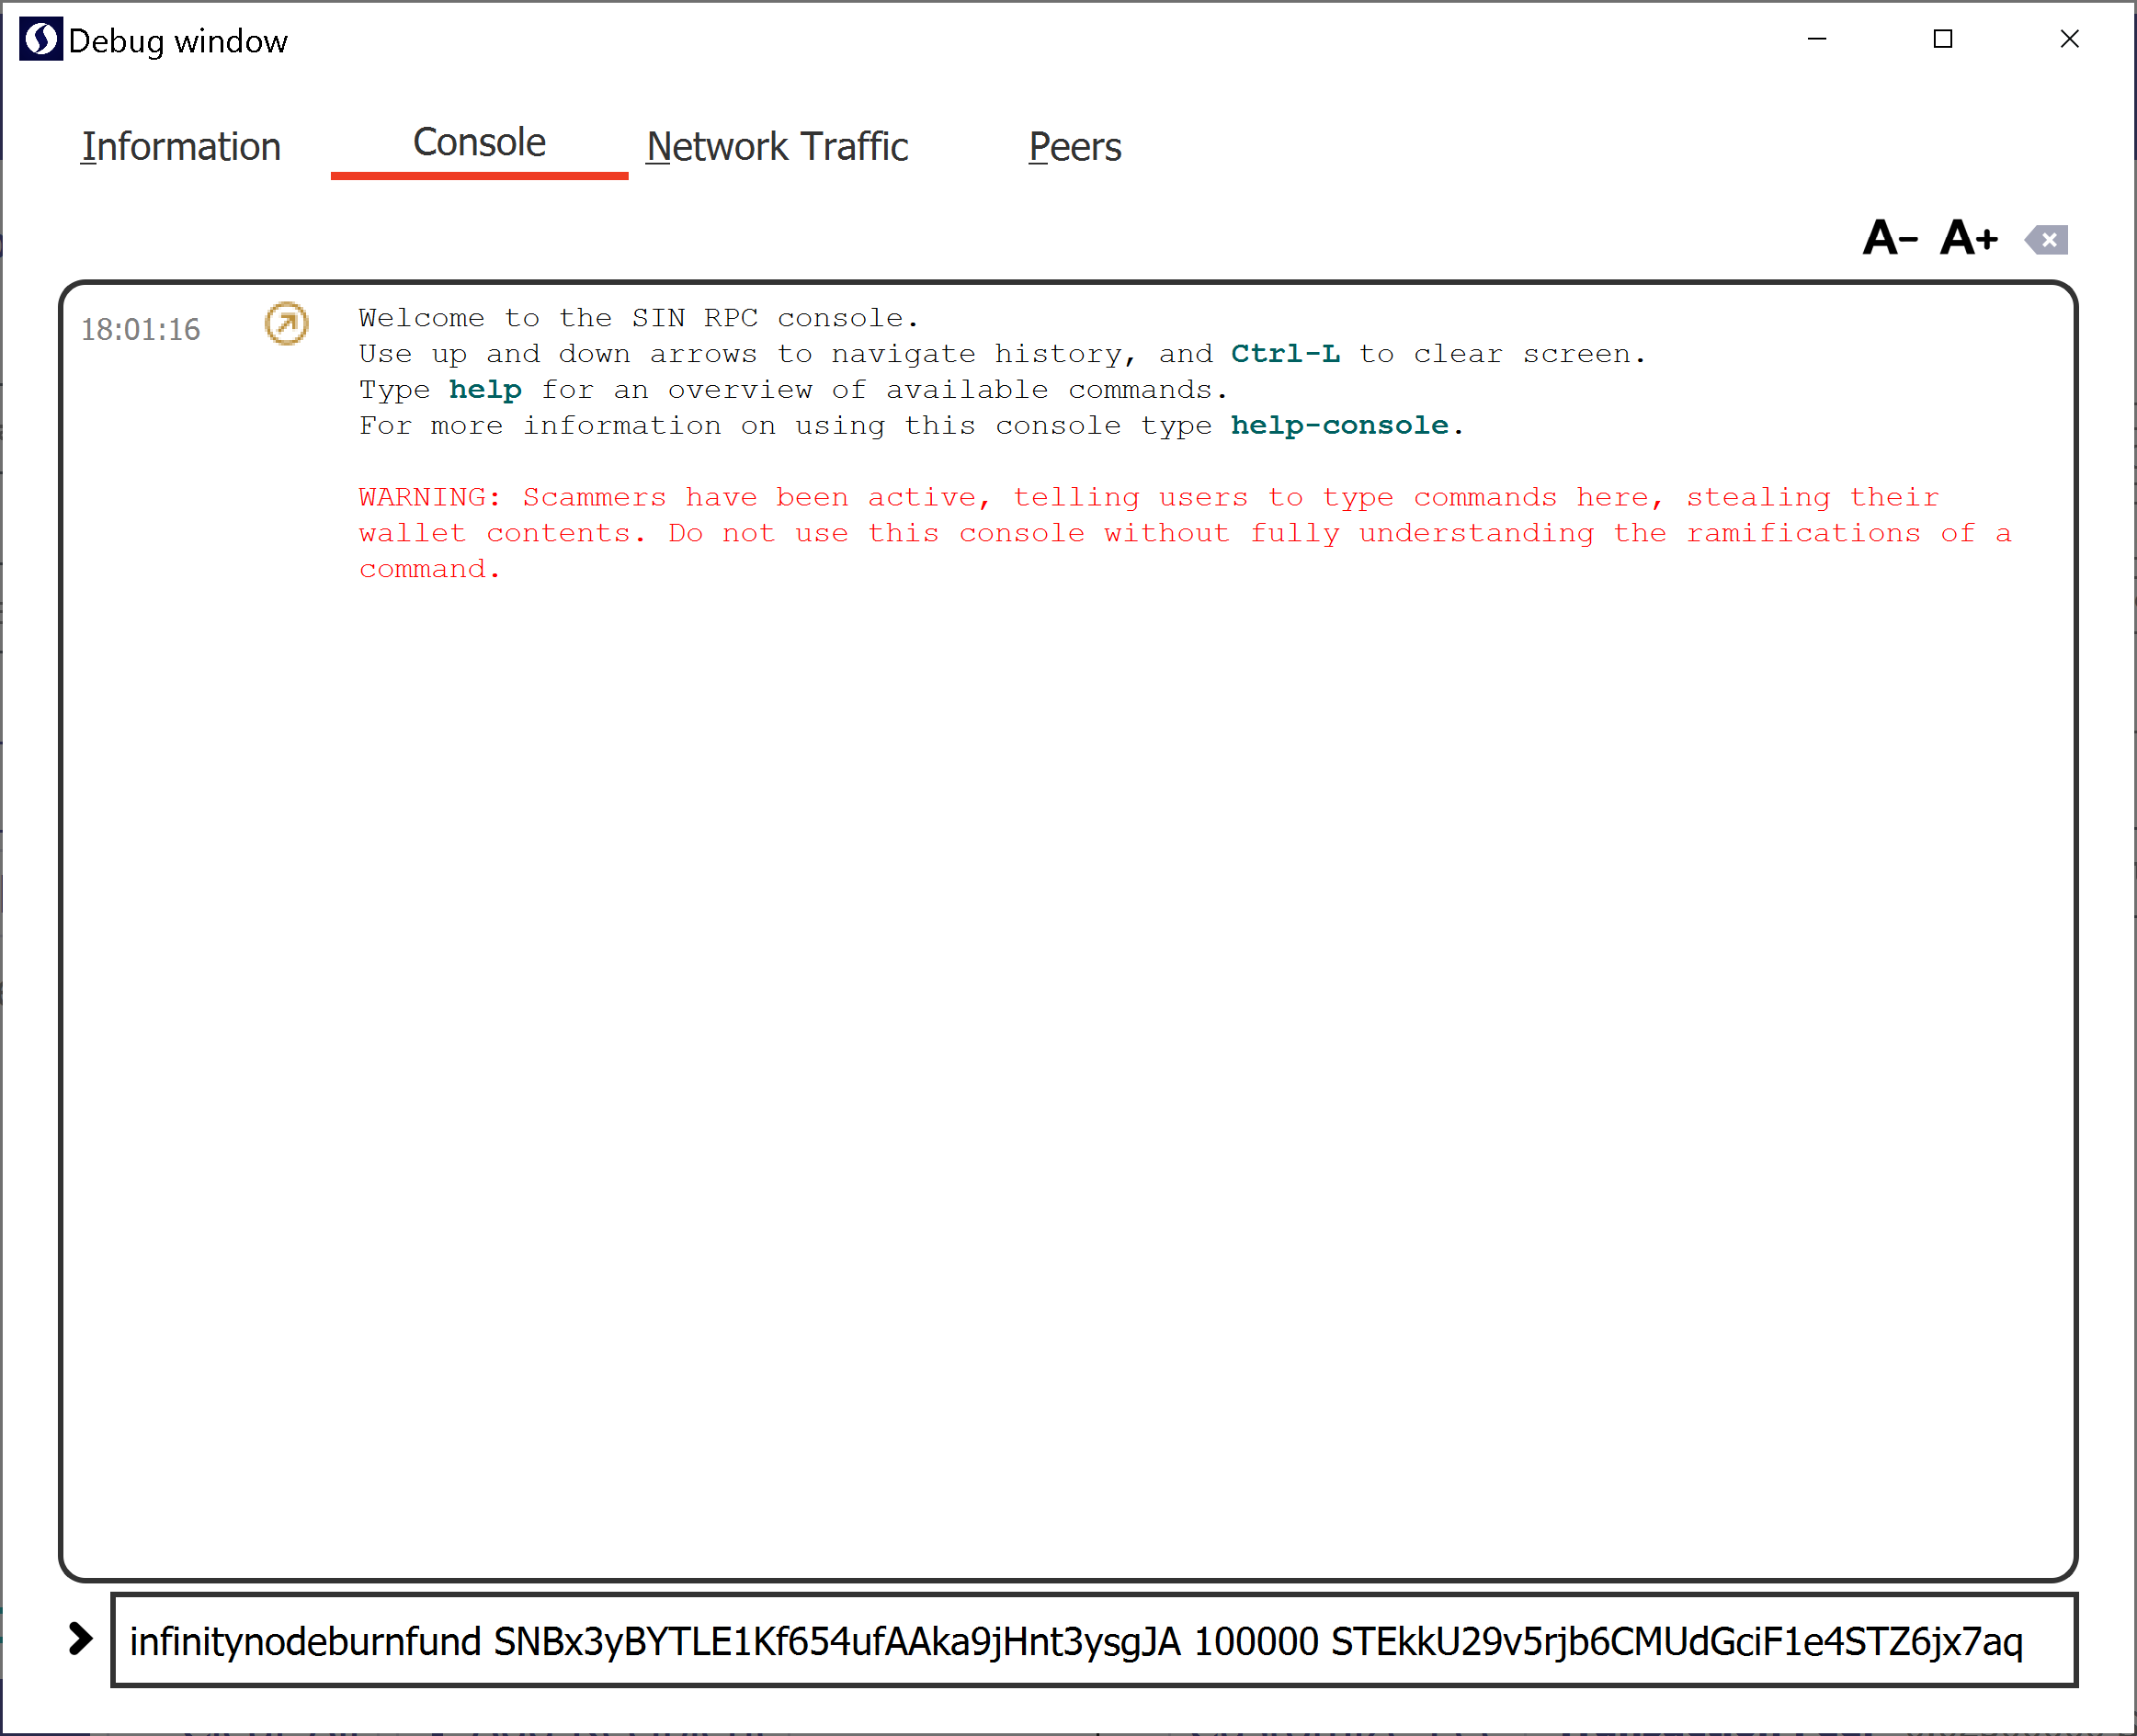 Debug window
Information Console Network Traffic Peers
A- A+
18:01:16 Welcome to the SIN RPC console.
Use up and down arrows to navigate history, and Ctrl-L to clear screen.
Type help for an overview of available commands.
For more information on using this console type help-console.
WARNING: Scammers have been active, telling users to type commands here, stealing their
wallet contents. Do not use this console without fully understanding the ramifications of a
command.
infinitynodeburnfund SNBx3yBYTLE1Kf654ufAAka9jHnt3ysgJA 100000 STEkkU29v5rjb6CMUdGciF1e4STZ6jx7aq